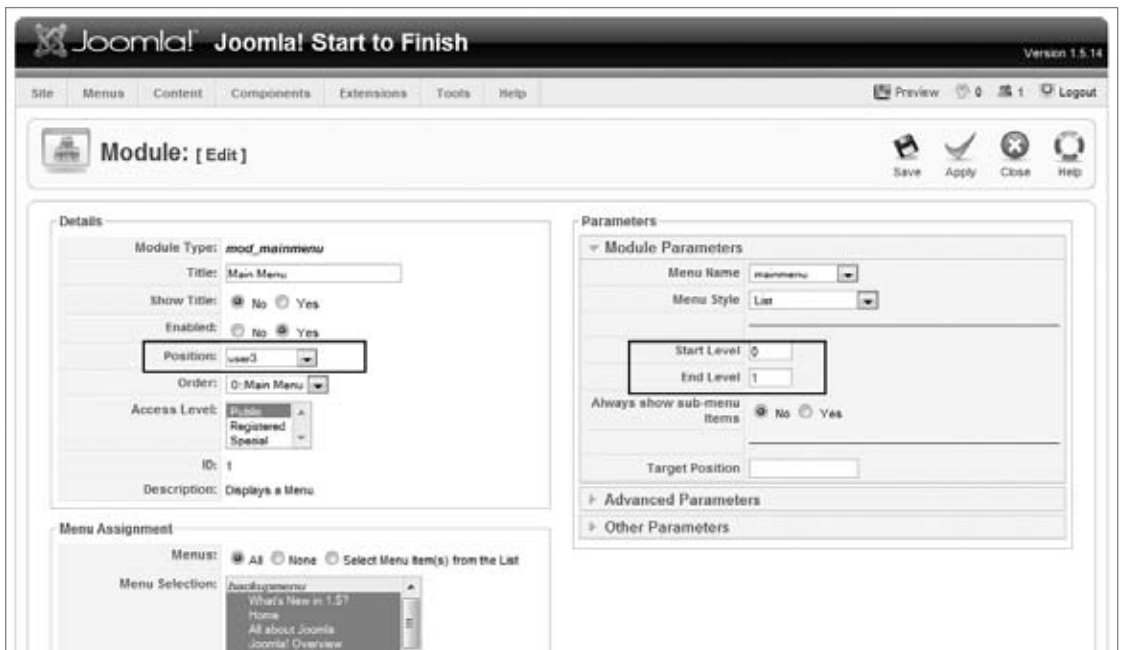 Joomla! Joomla! Start to Finish
Version 1.5.14
Site Menus Content Components Extensions Tools Help
Preview 0 1 Logout
Module: [Edit]
Save Apply Close Help
Details
Module Type: mod_mainmenu
Title: Main Menu
Show Title: No Yes
Enabled: No Yes
Position: user3
Order: 0::Main Menu
Access Level: Public
Registered
Special
ID: 1
Description: Displays a Menu.
Menu Assignment
Menus: All None Select Menu Item(s) from the List
Menu Selection: backupmenu
What's New in 1.5?
Home
All about Joomla
Joomla! Overview
Parameters
Module Parameters
Menu Name mainmenu
Menu Style List
Start Level 0
End Level 1
Always show sub-menu
Items No Yes
Target Position
Advanced Parameters
Other Parameters